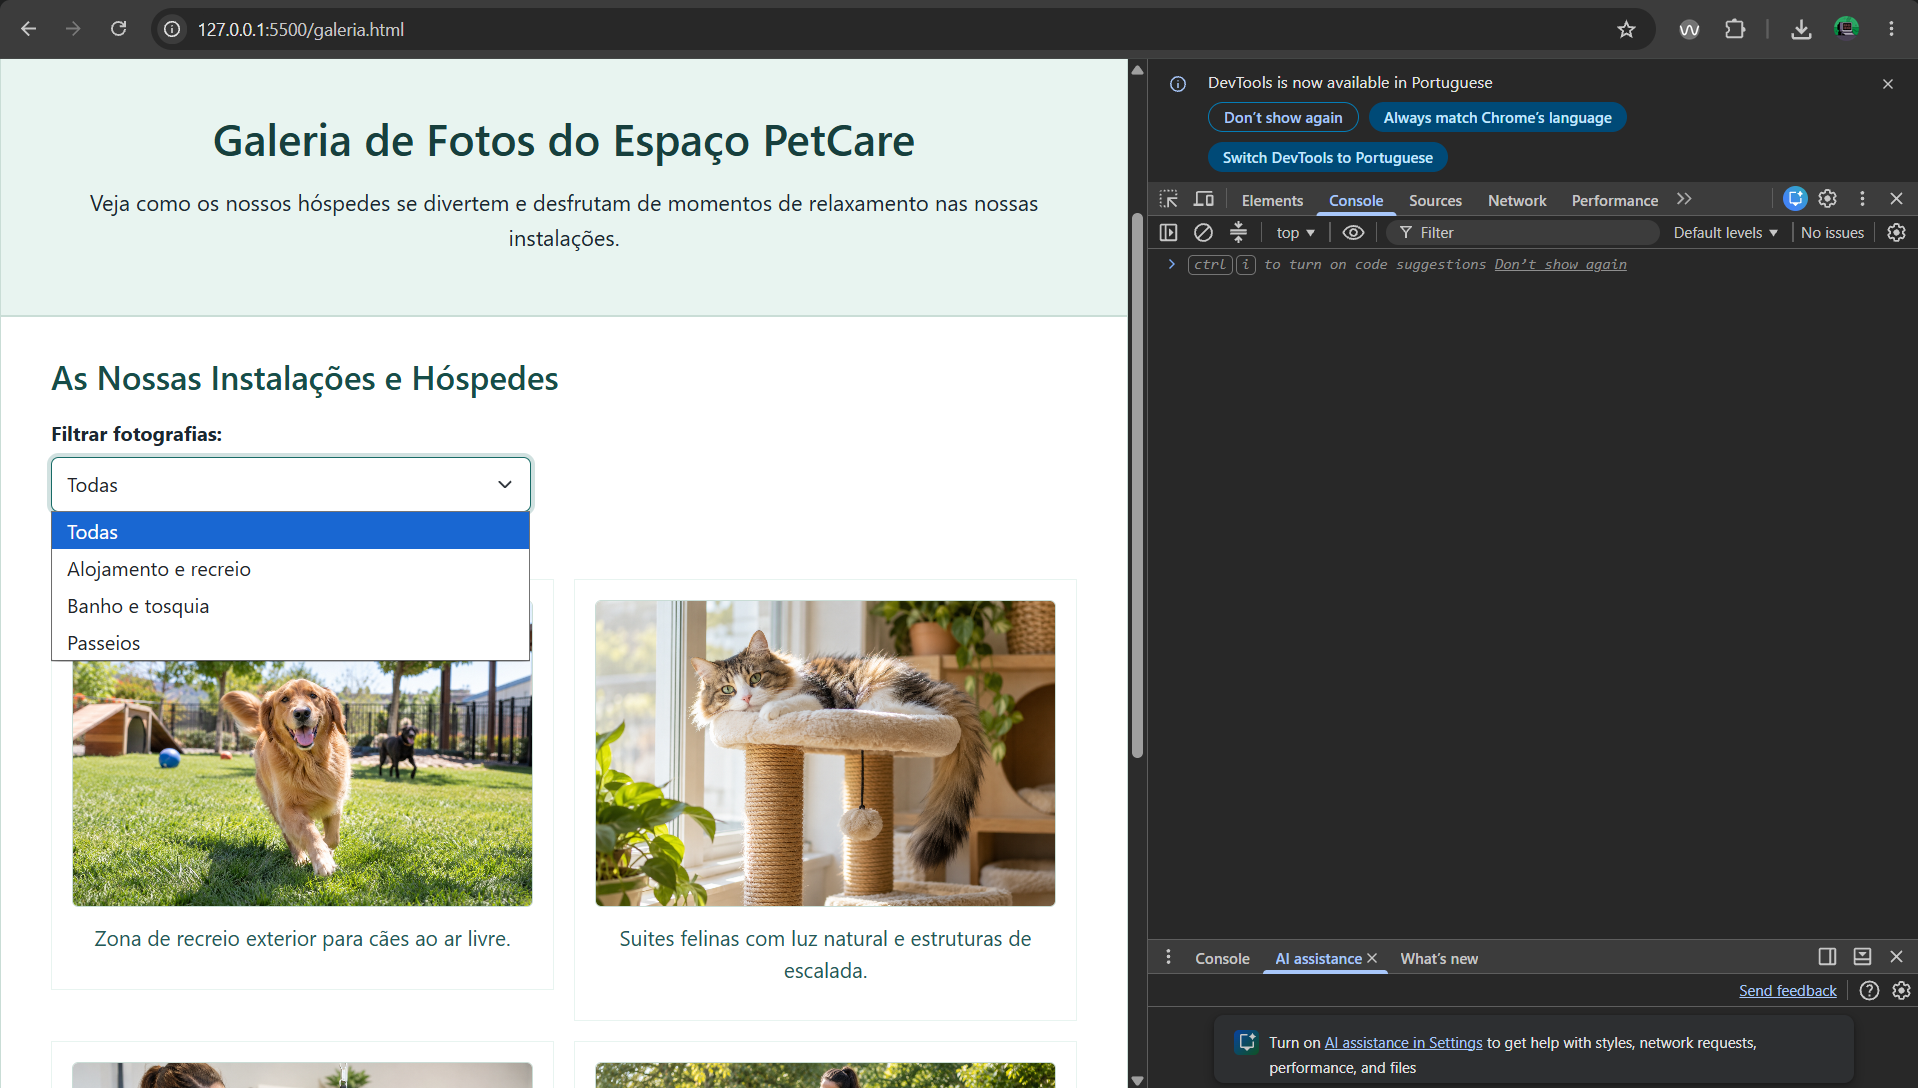 127.0.0.1:5500/galeria.html
Galeria de Fotos do Espaço PetCare
Veja como os nossos hóspedes se divertem e desfrutam de momentos de relaxamento nas nossas
instalações.
As Nossas Instalações e Hóspedes
Filtrar fotografias:
Todas
Todas
Alojamento e recreio
Banho e tosquia
Passeios
Zona de recreio exterior para cães ao ar livre.
Suites felinas com luz natural e estruturas de
escalada.
DevTools is now available in Portuguese
Don't show again
Always match Chrome's language
Switch DevTools to Portuguese
Elements
Console
Sources
Network
Performance
top
Filter
Default levels
No issues
ctrl i to turn on code suggestions Don't show again
Console
AI assistance
What's new
Send feedback
Turn on AI assistance in Settings to get help with styles, network requests,
performance, and files